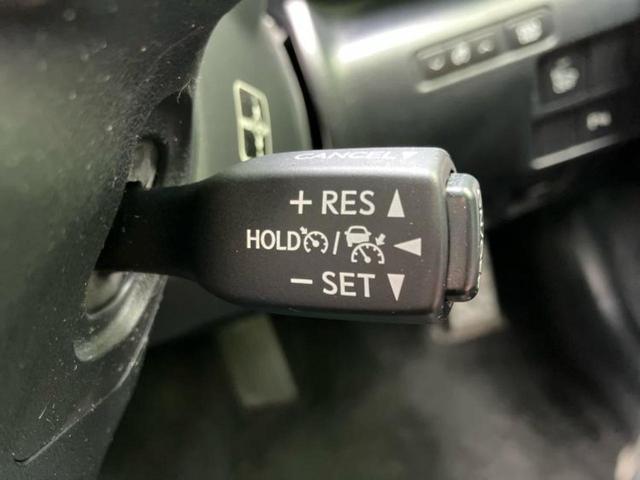 CANCEL
+ RES
HOLD /
− SET